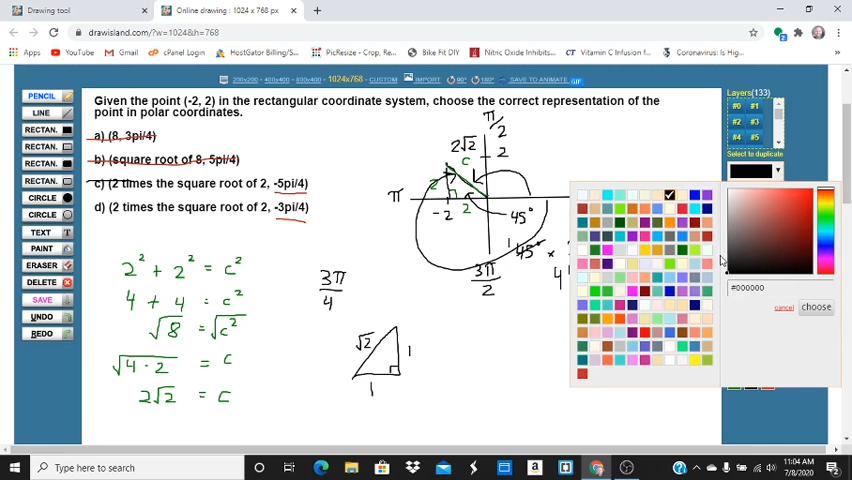 Drawing tool
Online drawing : 1024 x 768 px
drawisland.com/?w=1024&h=768
Apps
YouTube
Gmail
cPanel Login
HostGator Billing/S...
PicResize - Crop, Re...
Bike Fit DIY
Nitric Oxide Inhibits...
Vitamin C Infusion f...
Coronavirus: Is Hig...
200x200 - 400x400 - 800x400 - 1024x768 - CUSTOM
IMPORT
90°
180°
SAVE TO ANIMATE
GIF
Layers(133)
#0 #1
#2 #3
#4 #5
Select to duplicate
PENCIL
LINE
RECTAN.
RECTAN.
RECTAN.
RECTAN.
CIRCLE
CIRCLE
TEXT
PAINT
ERASER
DELETE
SAVE
UNDO
REDO
Given the point (-2, 2) in the rectangular coordinate system, choose the correct representation of the
point in polar coordinates.
a) (8, 3pi/4)
b) (square root of 8, 5pi/4)
c) (2 times the square root of 2, -5pi/4)
d) (2 times the square root of 2, -3pi/4)
π/2
2√2
2
c
2
π
-2
2
45°
45°
3π/2
4
2² + 2² = c²
4 + 4 = c²
√8 = √c²
√4·2 = c
2√2 = c
3π/4
√2
1
1
#000000
cancel
choose
Type here to search
11:04 AM
7/8/2020